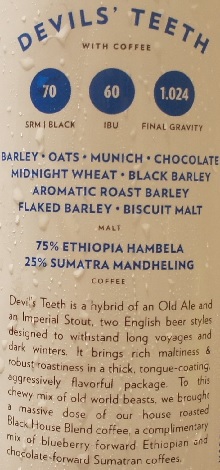 DEVILS' TEETH
WITH COFFEE
70 60 1.024
SRM | BLACK IBU FINAL GRAVITY
BARLEY • OATS • MUNICH • CHOCOLATE
MIDNIGHT WHEAT • BLACK BARLEY
AROMATIC ROAST BARLEY
FLAKED BARLEY • BISCUIT MALT
MALT
75% ETHIOPIA HAMBELA
25% SUMATRA MANDHELING
COFFEE
Devil's Teeth is a hybrid of an Old Ale and
an Imperial Stout, two English beer styles
designed to withstand long voyages and
dark winters. It brings rich maltiness &
robust roastiness in a thick, tongue-coating,
aggressively flavorful package. To this
chewy mix of old world beasts, we brought
a massive dose of our house roasted
Black House Blend coffee, a complimentary
mix of blueberry forward Ethiopian and
chocolate-forward Sumatran coffees.